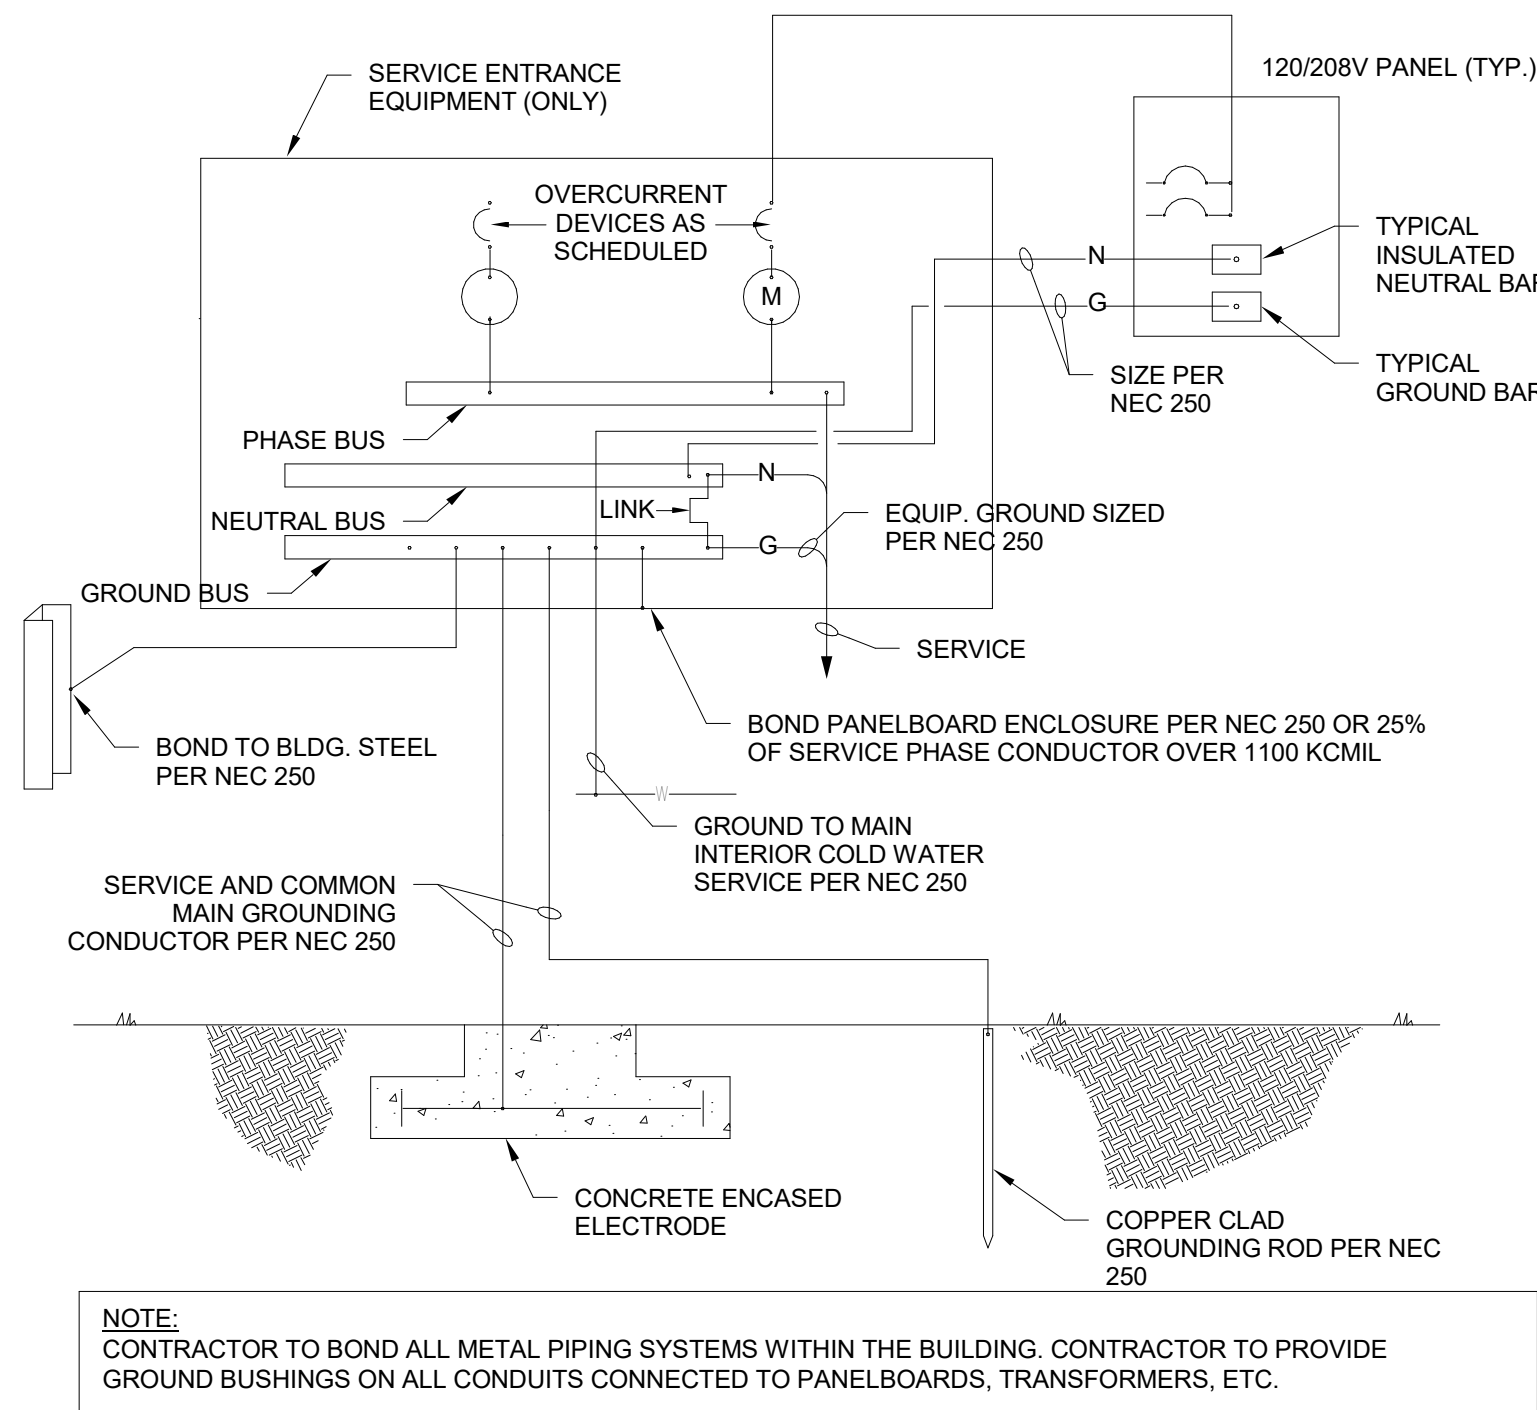 120/208V PANEL (TYP.)
SERVICE ENTRANCE
EQUIPMENT (ONLY)
OVERCURRENT
DEVICES AS
SCHEDULED
M
N
G
TYPICAL
INSULATED
NEUTRAL BAR
TYPICAL
GROUND BAR
SIZE PER
NEC 250
PHASE BUS
NEUTRAL BUS
LINK
N
G
EQUIP. GROUND SIZED
PER NEC 250
GROUND BUS
SERVICE
BOND PANELBOARD ENCLOSURE PER NEC 250 OR 25%
OF SERVICE PHASE CONDUCTOR OVER 1100 KCMIL
BOND TO BLDG. STEEL
PER NEC 250
W
GROUND TO MAIN
INTERIOR COLD WATER
SERVICE PER NEC 250
SERVICE AND COMMON
MAIN GROUNDING
CONDUCTOR PER NEC 250
CONCRETE ENCASED
ELECTRODE
COPPER CLAD
GROUNDING ROD PER NEC
250
NOTE:
CONTRACTOR TO BOND ALL METAL PIPING SYSTEMS WITHIN THE BUILDING. CONTRACTOR TO PROVIDE
GROUND BUSHINGS ON ALL CONDUITS CONNECTED TO PANELBOARDS, TRANSFORMERS, ETC.